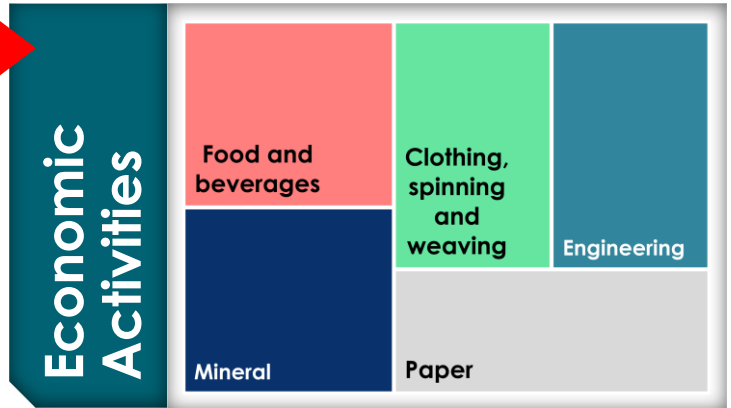 Economic
Activities
Food and
beverages
Clothing,
spinning
and
weaving
Engineering
Mineral
Paper